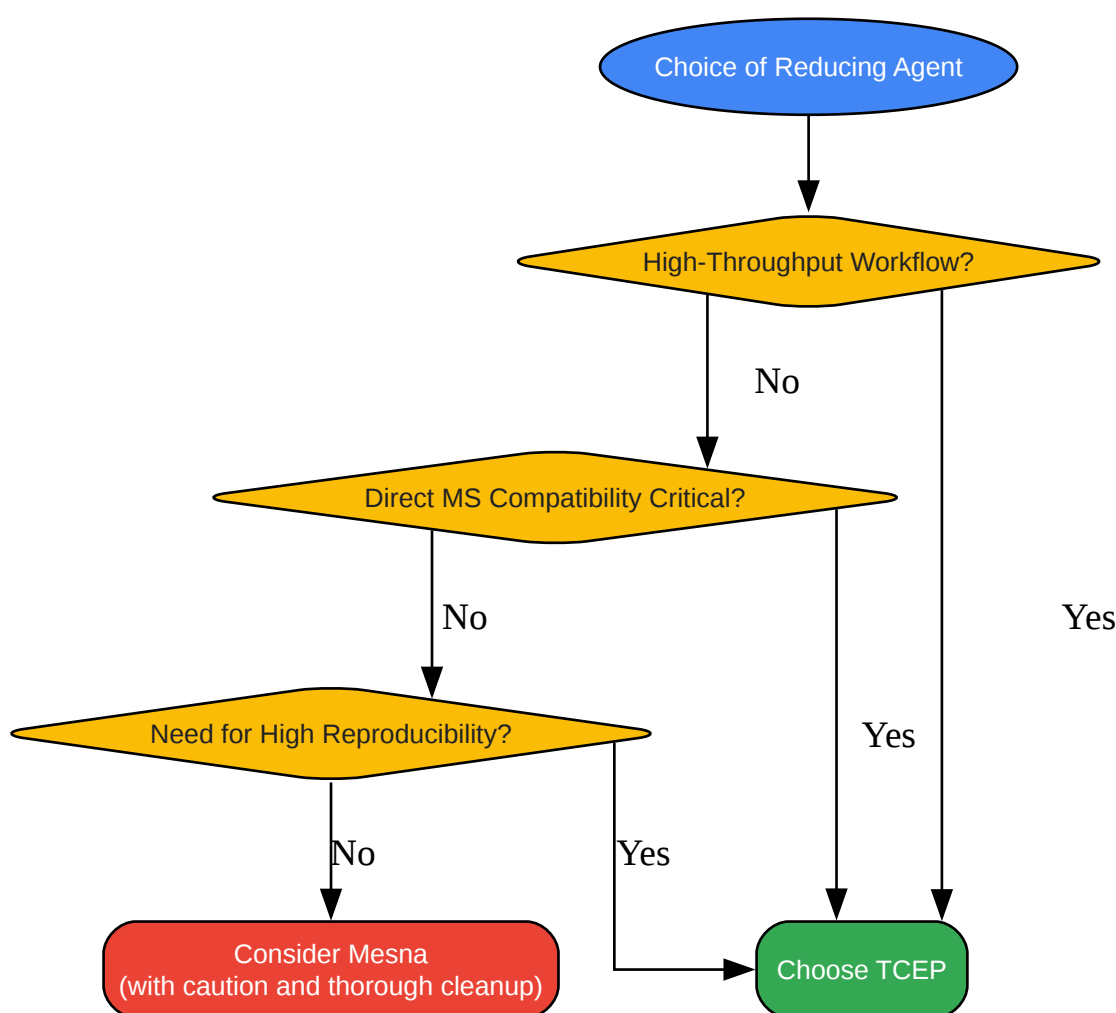 Choice of Reducing Agent
High-Throughput Workflow?
No
Direct MS Compatibility Critical?
No
Yes
Need for High Reproducibility?
Yes
No
Yes
Consider Mesna
(with caution and thorough cleanup)
Choose TCEP